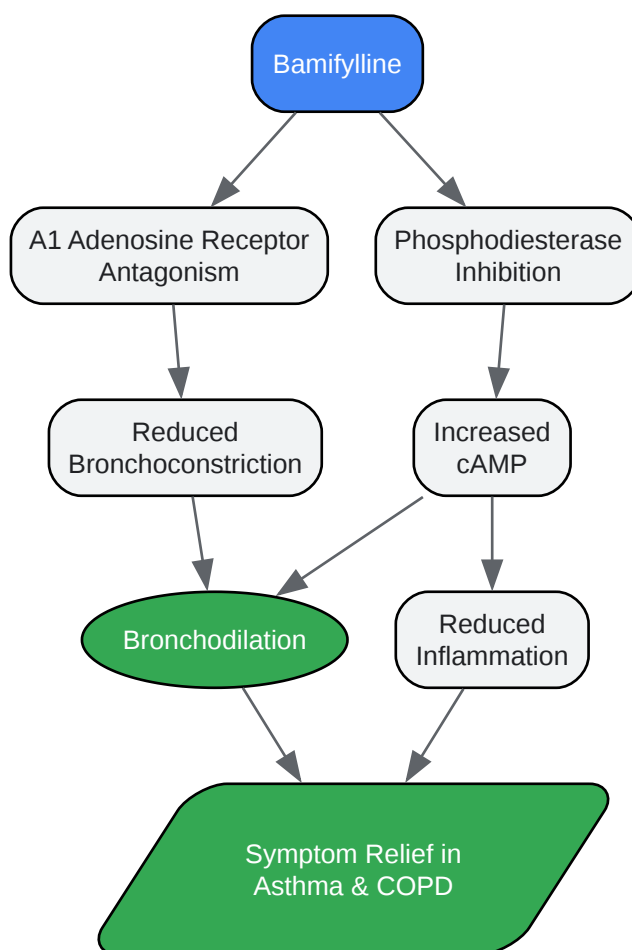 Bamifylline
A1 Adenosine Receptor
Antagonism
Phosphodiesterase
Inhibition
Reduced
Bronchoconstriction
Increased
cAMP
Bronchodilation
Reduced
Inflammation
Symptom Relief in
Asthma & COPD